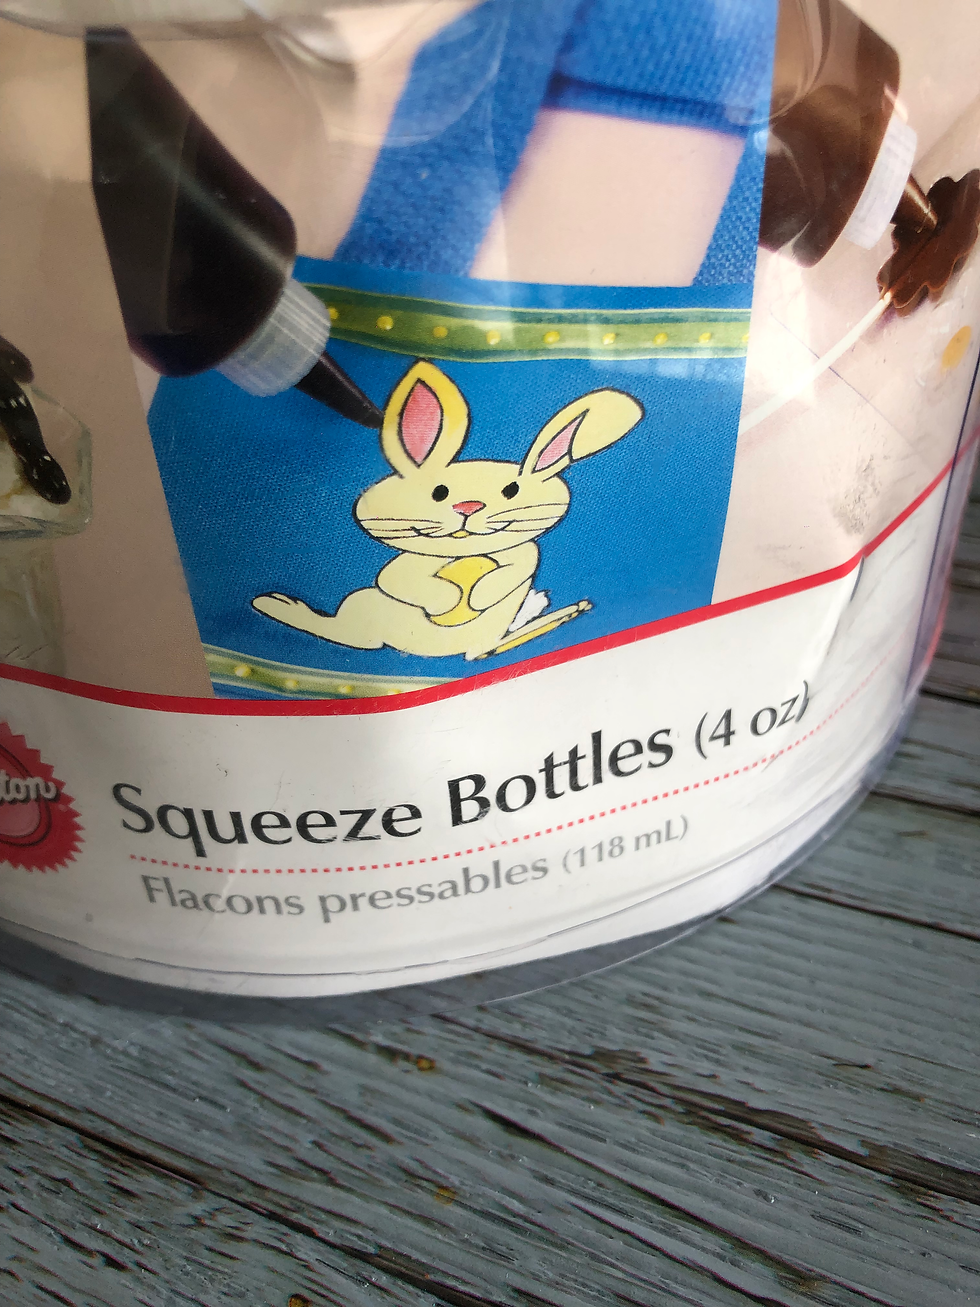 Squeeze Bottles (4 oz)
Flacons pressables (118 mL)